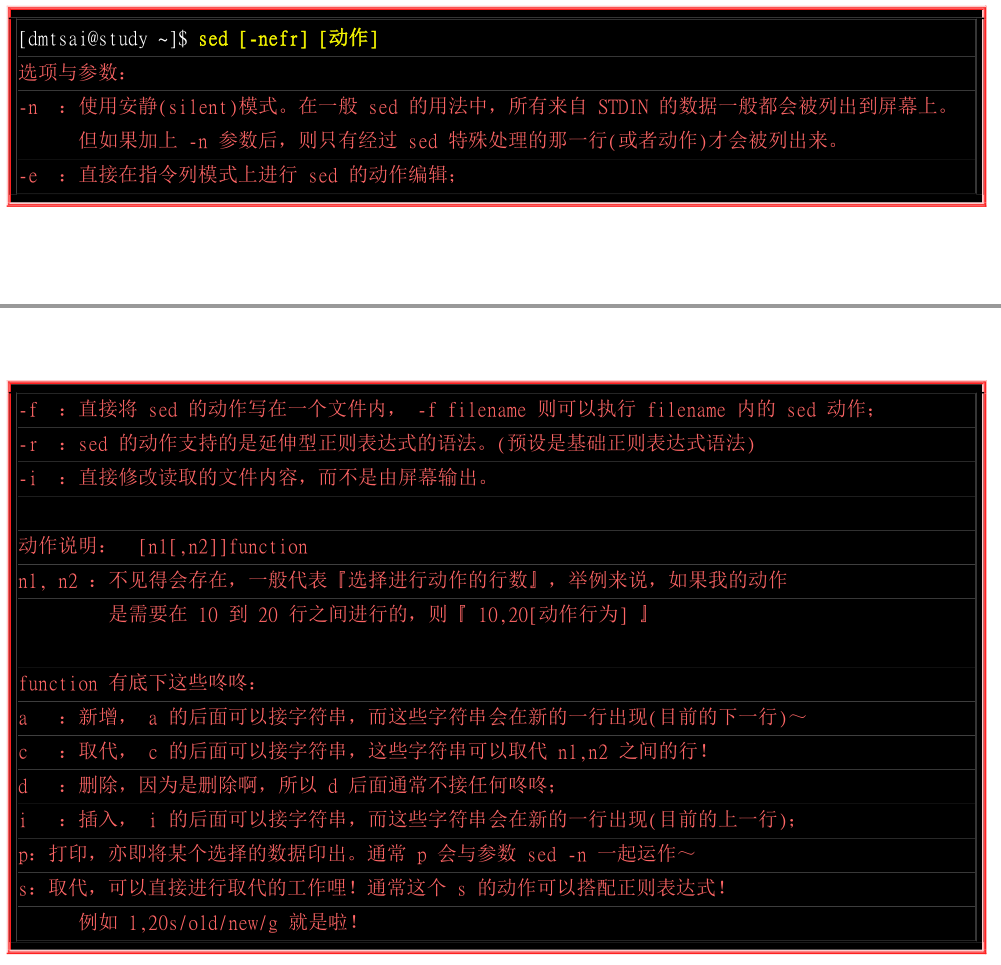 [dmtsai@study ~]$ sed [-nefr] [动作]
选项与参数：
-n ：使用安静(silent)模式。在一般 sed 的用法中，所有来自 STDIN 的数据一般都会被列出到屏幕上。
但如果加上 -n 参数后，则只有经过 sed 特殊处理的那一行(或者动作)才会被列出来。
-e ：直接在指令列模式上进行 sed 的动作编辑；
-f ：直接将 sed 的动作写在一个文件内， -f filename 则可以执行 filename 内的 sed 动作；
-r ：sed 的动作支持的是延伸型正则表达式的语法。(预设是基础正则表达式语法)
-i ：直接修改读取的文件内容，而不是由屏幕输出。
动作说明： [n1[,n2]]function
n1, n2 ：不见得会存在，一般代表『选择进行动作的行数』，举例来说，如果我的动作
是需要在 10 到 20 行之间进行的，则『 10,20[动作行为] 』
function 有底下这些咚咚：
a ：新增， a 的后面可以接字符串，而这些字符串会在新的一行出现(目前的下一行)～
c ：取代， c 的后面可以接字符串，这些字符串可以取代 n1,n2 之间的行！
d ：删除，因为是删除啊，所以 d 后面通常不接任何咚咚；
i ：插入， i 的后面可以接字符串，而这些字符串会在新的一行出现(目前的上一行)；
p：打印，亦即将某个选择的数据印出。通常 p 会与参数 sed -n 一起运作～
s：取代，可以直接进行取代的工作哩！通常这个 s 的动作可以搭配正则表达式！
例如 1,20s/old/new/g 就是啦！